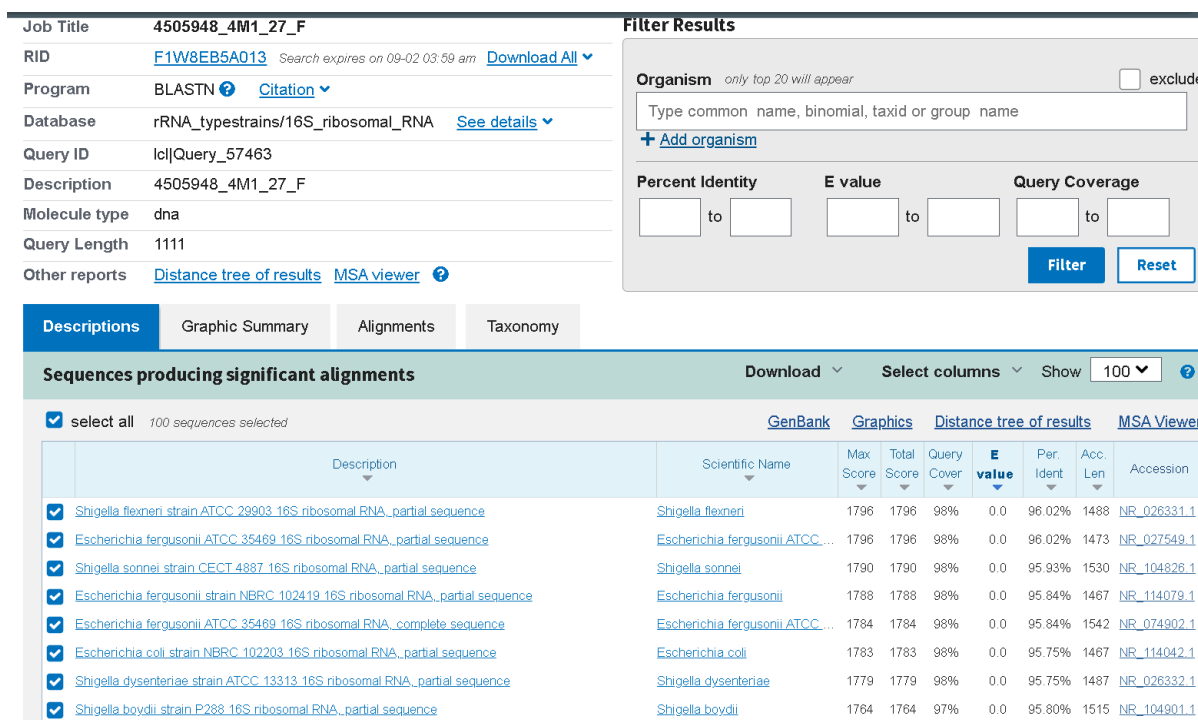 Job Title 4505948_4M1_27_F
RID F1W8EB5A013 Search expires on 09-02 03:59 am Download All
Program BLASTN Citation
Database rRNA_typestrains/16S_ribosomal_RNA See details
Query ID lcl|Query_57463
Description 4505948_4M1_27_F
Molecule type dna
Query Length 1111
Other reports Distance tree of results MSA viewer
Filter Results
Organism only top 20 will appear exclude
Type common name, binomial, taxid or group name
+ Add organism
Percent Identity E value Query Coverage
to to to
Filter Reset
Descriptions Graphic Summary Alignments Taxonomy
Sequences producing significant alignments Download Select columns Show 100
select all 100 sequences selected GenBank Graphics Distance tree of results MSA Viewer
Description Scientific Name Max Score Total Score Query Cover E value Per. Ident Acc. Len Accession
Shigella flexneri strain ATCC 29903 16S ribosomal RNA, partial sequence Shigella flexneri 1796 1796 98% 0.0 96.02% 1488 NR_026331.1
Escherichia fergusonii ATCC 35469 16S ribosomal RNA, partial sequence Escherichia fergusonii ATCC ... 1796 1796 98% 0.0 96.02% 1473 NR_027549.1
Shigella sonnei strain CECT 4887 16S ribosomal RNA, partial sequence Shigella sonnei 1790 1790 98% 0.0 95.93% 1530 NR_104826.1
Escherichia fergusonii strain NBRC 102419 16S ribosomal RNA, partial sequence Escherichia fergusonii 1788 1788 98% 0.0 95.84% 1467 NR_114079.1
Escherichia fergusonii ATCC 35469 16S ribosomal RNA, complete sequence Escherichia fergusonii ATCC ... 1784 1784 98% 0.0 95.84% 1542 NR_074902.1
Escherichia coli strain NBRC 102203 16S ribosomal RNA, partial sequence Escherichia coli 1783 1783 98% 0.0 95.75% 1467 NR_114042.1
Shigella dysenteriae strain ATCC 13313 16S ribosomal RNA, partial sequence Shigella dysenteriae 1779 1779 98% 0.0 95.75% 1487 NR_026332.1
Shigella boydii strain P288 16S ribosomal RNA, partial sequence Shigella boydii 1764 1764 97% 0.0 95.80% 1515 NR_104901.1